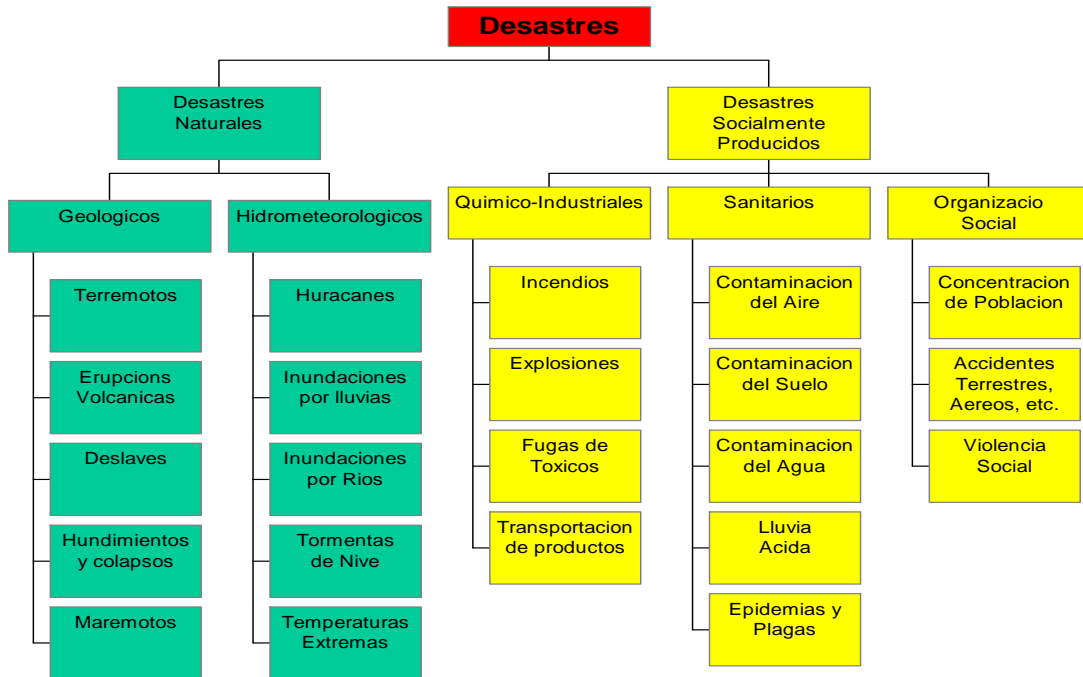 Desastres
Desastres
Naturales
Desastres
Socialmente
Producidos
Geologicos
Hidrometeorologicos
Quimico-Industriales
Sanitarios
Organizacio
Social
Terremotos
Erupcions
Volcanicas
Deslaves
Hundimientos
y colapsos
Maremotos
Huracanes
Inundaciones
por lluvias
Inundaciones
por Rios
Tormentas
de Nive
Temperaturas
Extremas
Incendios
Explosiones
Fugas de
Toxicos
Transportacion
de productos
Contaminacion
del Aire
Contaminacion
del Suelo
Contaminacion
del Agua
Lluvia
Acida
Epidemias y
Plagas
Concentracion
de Poblacion
Accidentes
Terrestres,
Aereos, etc.
Violencia
Social